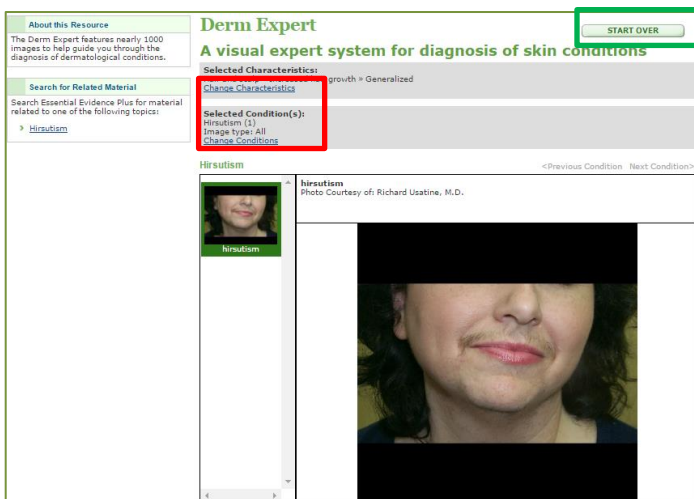 About this Resource
The Derm Expert features nearly 1000
images to help guide you through the
diagnosis of dermatological conditions.
Search for Related Material
Search Essential Evidence Plus for material
related to one of the following topics:
Hirsutism
Derm Expert
START OVER
A visual expert system for diagnosis of skin conditions
Selected Characteristics:
growth » Generalized
Change Characteristics
Selected Condition(s):
Hirsutism (1)
Image type: All
Change Conditions
Hirsutism
<Previous Condition Next Condition>
hirsutism
hirsutism
Photo Courtesy of: Richard Usatine, M.D.